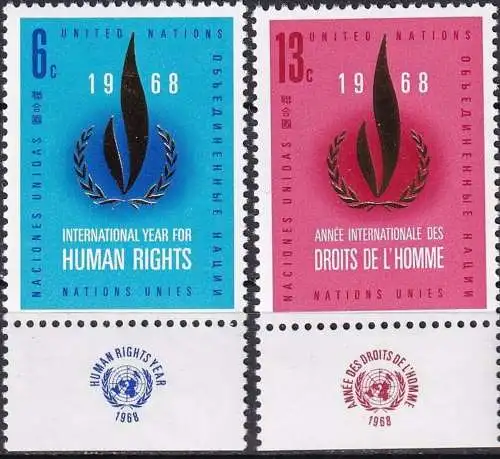 UNITED NATIONS
6c
1968
NACIONES UNIDAS
ОБЪЕДИНЕННЫЕ НАЦИИ
INTERNATIONAL YEAR FOR
HUMAN RIGHTS
NATIONS UNIES
HUMAN RIGHTS YEAR
1968
UNITED NATIONS
13c
1968
NACIONES UNIDAS
ОБЪЕДИНЕННЫЕ НАЦИИ
ANNÉE INTERNATIONALE DES
DROITS DE L'HOMME
NATIONS UNIES
ANNÉE DES DROITS DE L'HOMME
1968